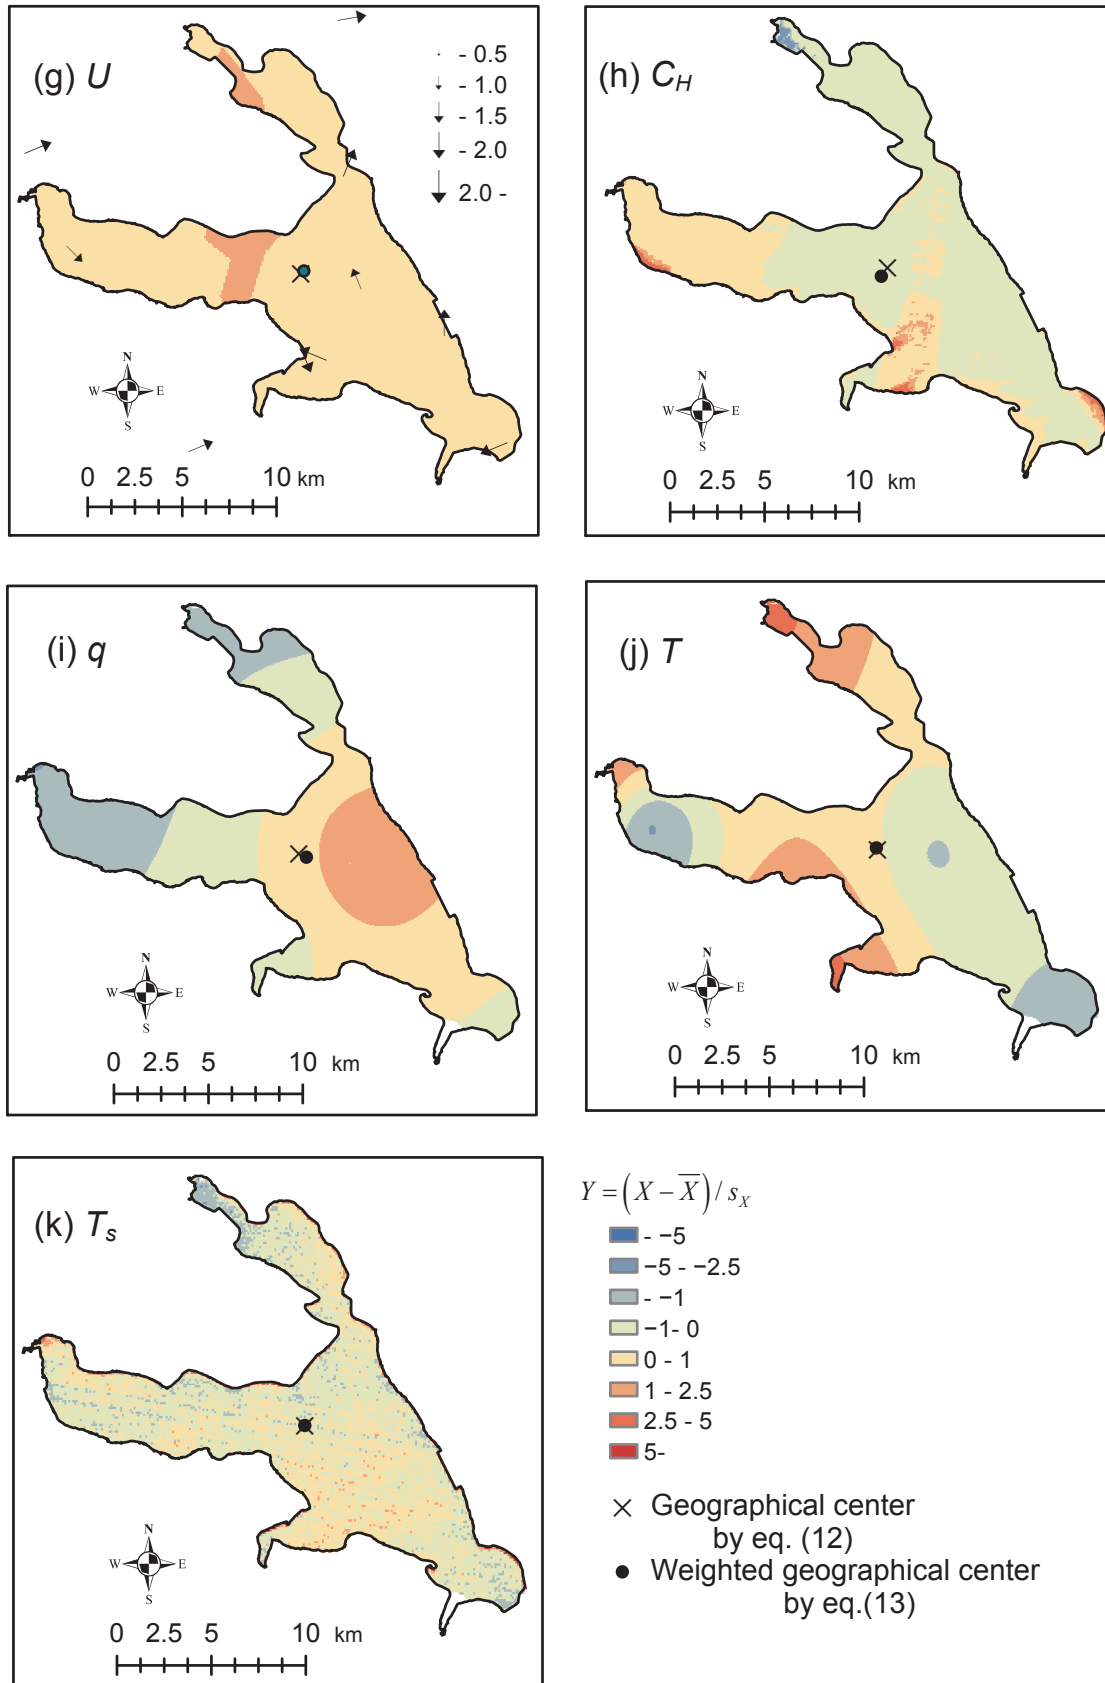 (g) U
- 0.5
- 1.0
- 1.5
- 2.0
2.0 -
N
W E
S
0 2.5 5 10 km
(h) C_H
N
W E
S
0 2.5 5 10 km
(i) q
N
W E
S
0 2.5 5 10 km
(j) T
N
W E
S
0 2.5 5 10 km
(k) T_s
N
W E
S
0 2.5 5 10 km
Y = (X − X̅) / s_X
- −5
−5 - −2.5
- −1
−1- 0
0 - 1
1 - 2.5
2.5 - 5
5-
Geographical center
by eq. (12)
Weighted geographical center
by eq.(13)